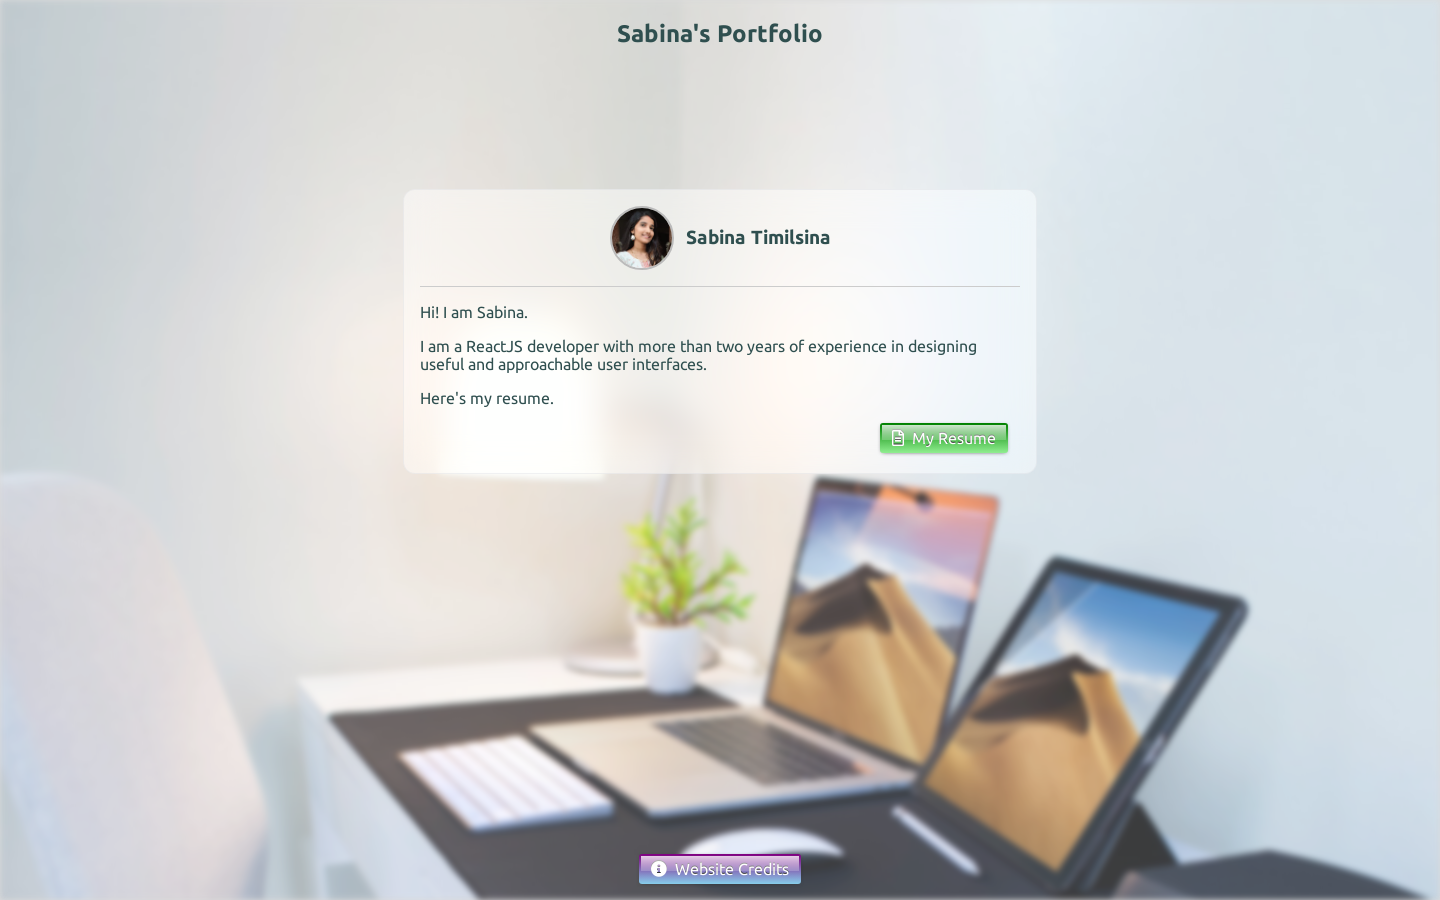 Sabina's Portfolio
Sabina Timilsina
Hi! I am Sabina.
I am a ReactJS developer with more than two years of experience in designing
useful and approachable user interfaces.
Here's my resume.
My Resume
Website Credits